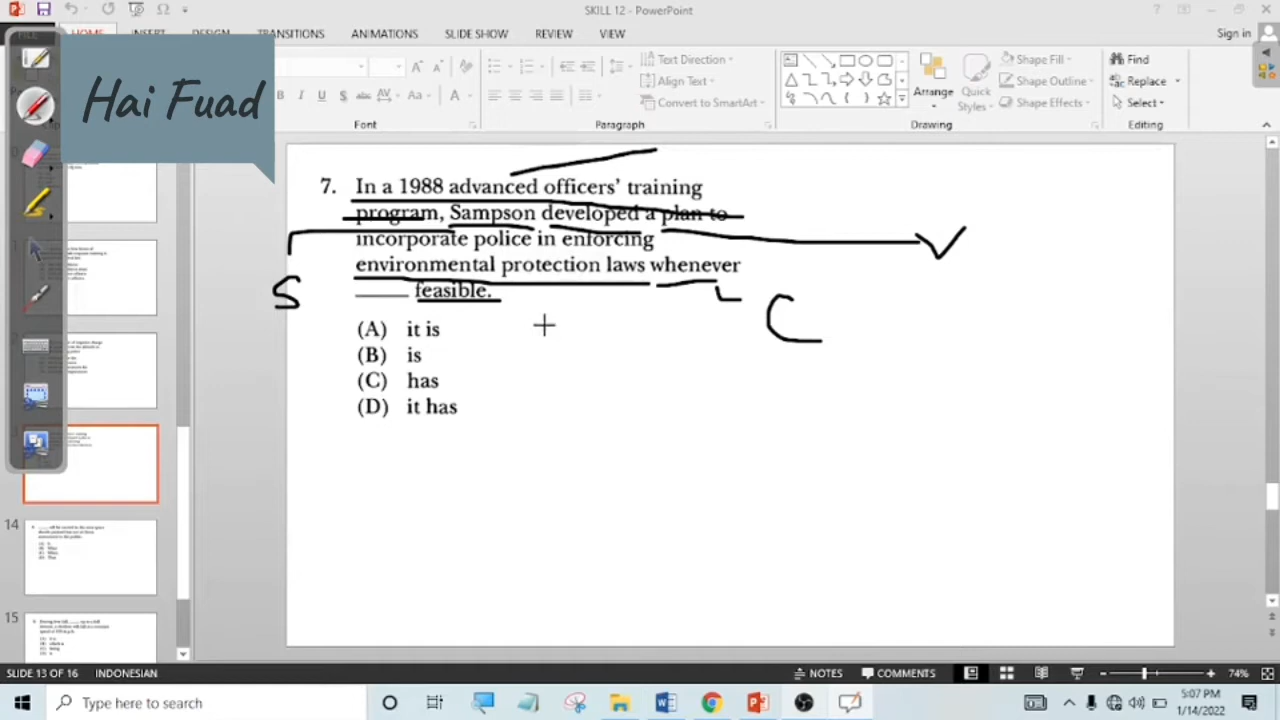 SKILL 12 - PowerPoint
FILE HOME INSERT DESIGN TRANSITIONS ANIMATIONS SLIDE SHOW REVIEW VIEW Sign in
Hai Fuad
Text Direction
Align Text
Convert to SmartArt
Arrange
Quick
Styles
Shape Fill
Shape Outline
Shape Effects
Find
Replace
Select
Font Paragraph Drawing Editing
7. In a 1988 advanced officers’ training
program, Sampson developed a plan to
incorporate police in enforcing
environmental protection laws whenever
_____ feasible.
(A) it is
(B) is
(C) has
(D) it has
S
V
C
14
15
SLIDE 13 OF 16 INDONESIAN NOTES COMMENTS 74%
Type here to search
5:07 PM
1/14/2022